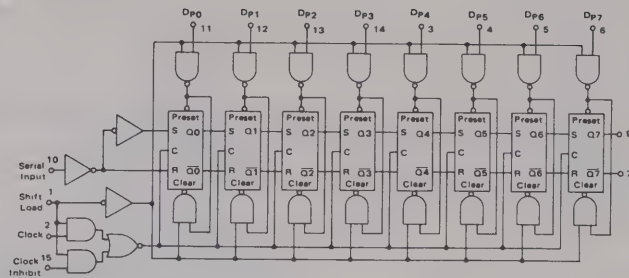 DP0 DP1 DP2 DP3 DP4 DP5 DP6 DP7
11 12 13 14 3 4 5 6
Preset Preset Preset Preset Preset Preset Preset Preset
S Q0 S Q1 S Q2 S Q3 S Q4 S Q5 S Q6 S Q7 9
C C C C C C C C
Serial Input 10
R Q0 R Q1 R Q2 R Q3 R Q4 R Q5 R Q6 R Q7 7
Clear Clear Clear Clear Clear Clear Clear Clear
Shift Load 1
Clock 2
Clock Inhibit 15